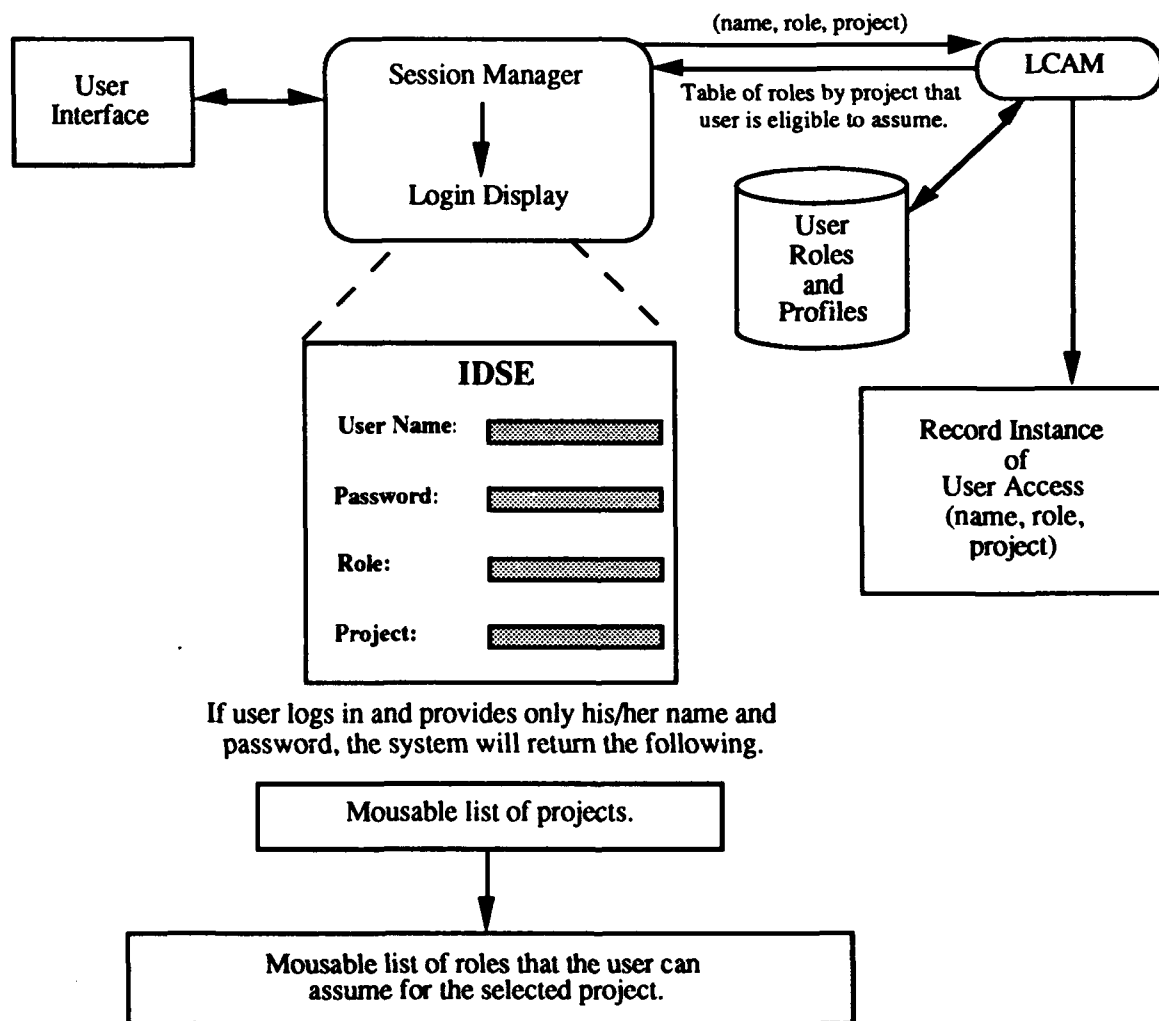 (name, role, project)
User
Interface
Session Manager
Login Display
LCAM
Table of roles by project that
user is eligible to assume.
User
Roles
and
Profiles
IDSE
User Name:
Password:
Role:
Project:
Record Instance
of
User Access
(name, role,
project)
If user logs in and provides only his/her name and
password, the system will return the following.
Mousable list of projects.
Mousable list of roles that the user can
assume for the selected project.